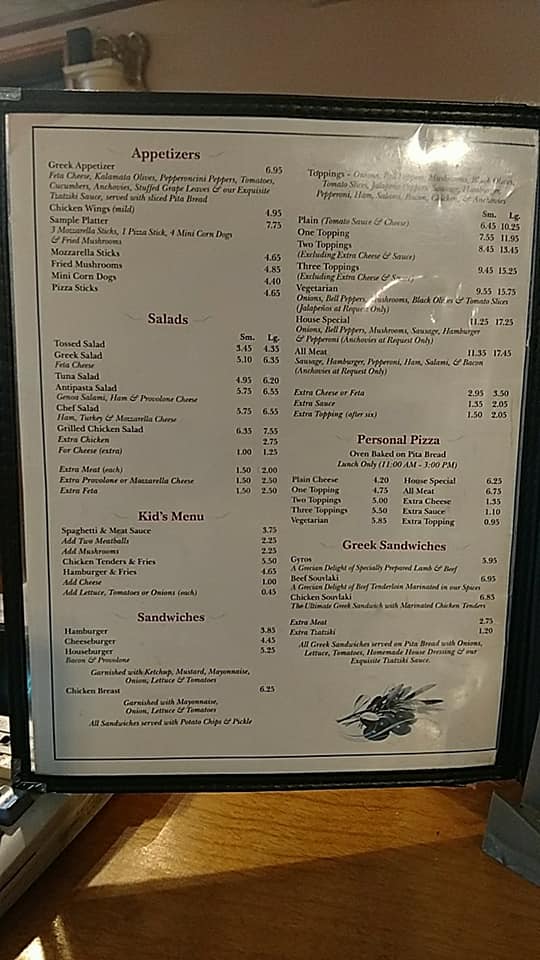 Appetizers
Greek Appetizer 6.95
Feta Cheese, Kalamata Olives, Pepperoncini Peppers, Tomatoes,
Cucumbers, Anchovies, Stuffed Grape Leaves & our Exquisite
Tzatziki Sauce, served with sliced Pita Bread
Chicken Wings (mild) 4.95
Sample Platter 7.75
3 Mozzarella Sticks, 1 Pizza Stick, 4 Mini Corn Dogs
& Fried Mushrooms
Mozzarella Sticks 4.65
Fried Mushrooms 4.85
Mini Corn Dogs 4.40
Pizza Sticks 4.65
Salads
Sm. Lg.
Tossed Salad 3.45 4.35
Greek Salad 5.10 6.35
Feta Cheese
Tuna Salad 4.95 6.20
Antipasta Salad 5.75 6.55
Genoa Salami, Ham & Provolone Cheese
Chef Salad 5.75 6.55
Ham, Turkey & Mozzarella Cheese
Grilled Chicken Salad 6.35 7.55
Extra Chicken 2.75
For Cheese (extra) 1.00 1.25
Extra Meat (each) 1.50 2.00
Extra Provolone or Mozzarella Cheese 1.50 2.50
Extra Feta 1.50 2.50
Kid's Menu
Spaghetti & Meat Sauce 3.75
Add Two Meatballs 2.25
Add Mushrooms 2.25
Chicken Tenders & Fries 5.50
Hamburger & Fries 4.65
Add Cheese 1.00
Add Lettuce, Tomatoes or Onions (each) 0.45
Sandwiches
Hamburger 3.85
Cheeseburger 4.45
Houseburger 5.25
Bacon & Provolone
Garnished with Ketchup, Mustard, Mayonnaise,
Onion, Lettuce & Tomatoes
Chicken Breast 6.25
Garnished with Mayonnaise,
Onion, Lettuce & Tomatoes
All Sandwiches served with Potato Chips & Pickle
Toppings - Onions, Bell Peppers, Mushrooms, Black Olives,
Tomato Slices, Jalapeño Peppers, Sausage, Hamburger,
Pepperoni, Ham, Salami, Bacon, Chicken, & Anchovies
Sm. Lg.
Plain (Tomato Sauce & Cheese) 6.45 10.25
One Topping 7.55 11.95
Two Toppings 8.45 13.45
(Excluding Extra Cheese & Sauce)
Three Toppings 9.45 15.25
(Excluding Extra Cheese & Sauce)
Vegetarian 9.55 15.75
Onions, Bell Peppers, Mushrooms, Black Olives & Tomato Slices
(Jalapeños at Request Only)
House Special 11.25 17.25
Onions, Bell Peppers, Mushrooms, Sausage, Hamburger
& Pepperoni (Anchovies at Request Only)
All Meat 11.35 17.45
Sausage, Hamburger, Pepperoni, Ham, Salami, & Bacon
(Anchovies at Request Only)
Extra Cheese or Feta 2.95 3.50
Extra Sauce 1.35 2.05
Extra Topping (after six) 1.50 2.05
Personal Pizza
Oven Baked on Pita Bread
Lunch Only (11:00 AM - 3:00 PM)
Plain Cheese 4.20 House Special 6.25
One Topping 4.75 All Meat 6.75
Two Toppings 5.00 Extra Cheese 1.35
Three Toppings 5.50 Extra Sauce 1.10
Vegetarian 5.85 Extra Topping 0.95
Greek Sandwiches
Gyros 5.95
A Grecian Delight of Specially Prepared Lamb & Beef
Beef Souvlaki 6.95
A Grecian Delight of Beef Tenderloin Marinated in our Spices
Chicken Souvlaki 6.85
The Ultimate Greek Sandwich with Marinated Chicken Tenders
Extra Meat 2.75
Extra Tzatziki 1.20
All Greek Sandwiches served on Pita Bread with Onions,
Lettuce, Tomatoes, Homemade House Dressing & our
Exquisite Tzatziki Sauce.